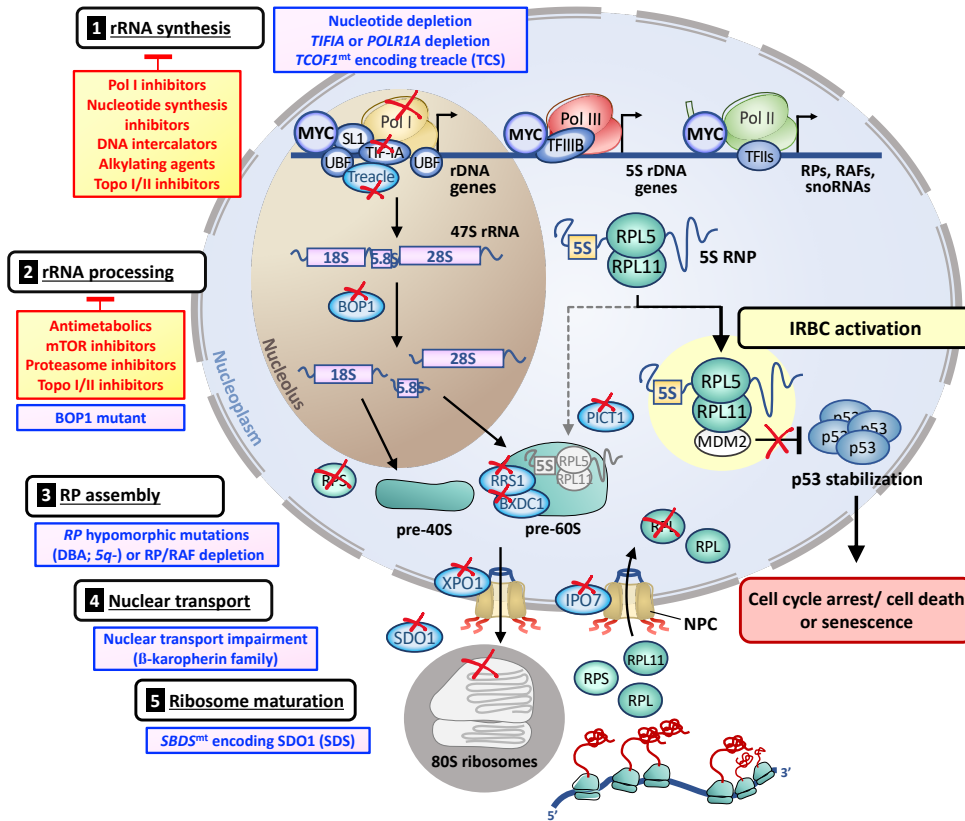 1 rRNA synthesis
Pol I inhibitors
Nucleotide synthesis
inhibitors
DNA intercalators
Alkylating agents
Topo I/II inhibitors
Nucleotide depletion
TIFIA or POLR1A depletion
TCOF1mt encoding treacle (TCS)
MYC
SL1
Pol I
UBF
TIF-IA
UBF
Treacle
rDNA
genes
MYC
Pol III
TFIIIB
5S rDNA
genes
MYC
Pol II
TFIIs
RPs, RAFs,
snoRNAs
47S rRNA
18S
5.8S
28S
BOP1
28S
18S
5.8S
Nucleolus
Nucleoplasm
5S
RPL5
RPL11
5S RNP
2 rRNA processing
Antimetabolics
mTOR inhibitors
Proteasome inhibitors
Topo I/II inhibitors
BOP1 mutant
IRBC activation
5S
RPL5
RPL11
MDM2
p53
p53
p53
p53
p53 stabilization
PICT1
5S
RPL5
RPL11
RRS1
BXDC1
RPS
pre-40S
pre-60S
3 RP assembly
RP hypomorphic mutations
(DBA; 5q-) or RP/RAF depletion
RPL
RPL
4 Nuclear transport
Nuclear transport impairment
(ß-karopherin family)
XPO1
IPO7
NPC
SDO1
Cell cycle arrest/ cell death
or senescence
5 Ribosome maturation
SBDSmt encoding SDO1 (SDS)
80S ribosomes
RPL11
RPS
RPL
3’
5’